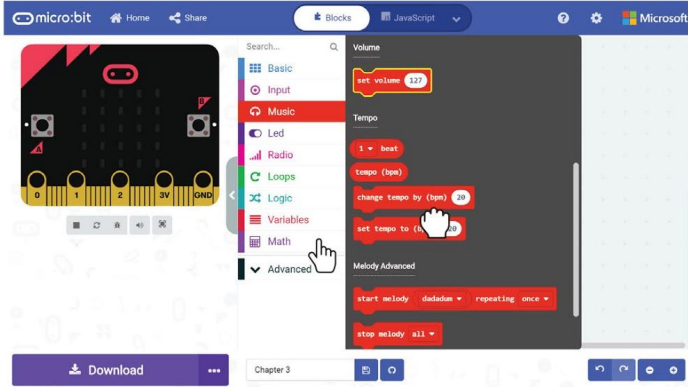 micro:bit Home Share Blocks JavaScript Microsoft
Search...
Basic
Input
Music
Led
Radio
Loops
Logic
Variables
Math
Advanced
Volume
set volume 127
Tempo
1 beat
tempo (bpm)
change tempo by (bpm) 20
set tempo to (b 20
Melody Advanced
start melody dadadum repeating once
stop melody all
B
A
0 1 2 3V GND
Download
Chapter 3